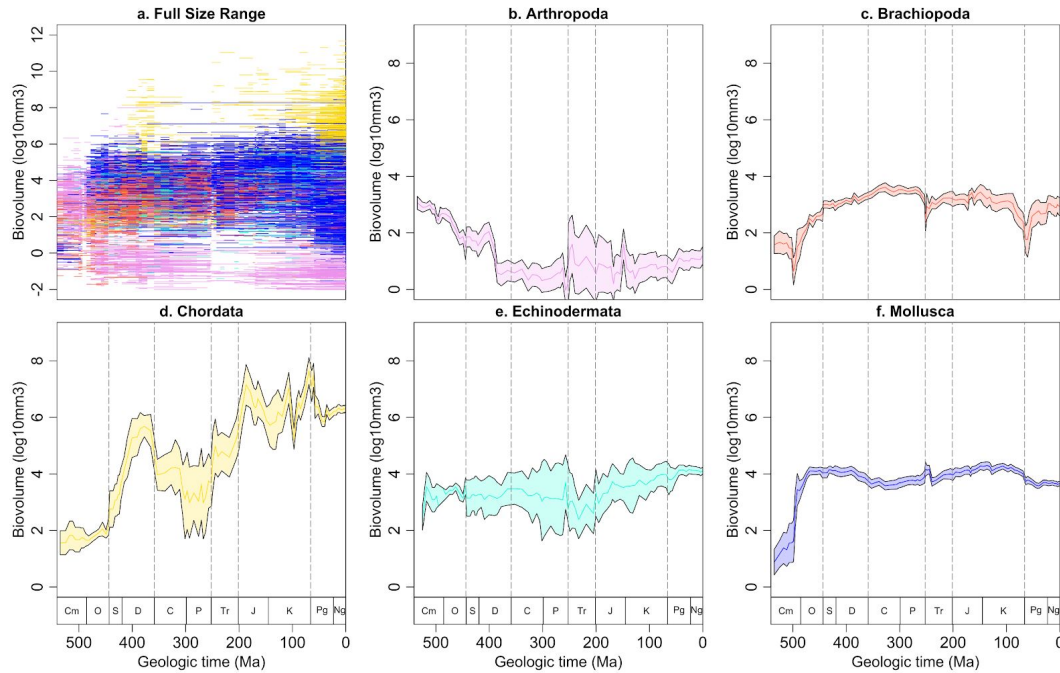 a. Full Size Range
b. Arthropoda
c. Brachiopoda
Biovolume (log10mm3)
12
10
8
6
4
2
0
-2
Biovolume (log10mm3)
8
6
4
2
0
Biovolume (log10mm3)
8
6
4
2
0
d. Chordata
e. Echinodermata
f. Mollusca
Biovolume (log10mm3)
8
6
4
2
0
Biovolume (log10mm3)
8
6
4
2
0
Biovolume (log10mm3)
8
6
4
2
0
Cm O S D C P Tr J K Pg Ng
Cm O S D C P Tr J K Pg Ng
Cm O S D C P Tr J K Pg Ng
500 400 300 200 100 0
500 400 300 200 100 0
500 400 300 200 100 0
Geologic time (Ma)
Geologic time (Ma)
Geologic time (Ma)